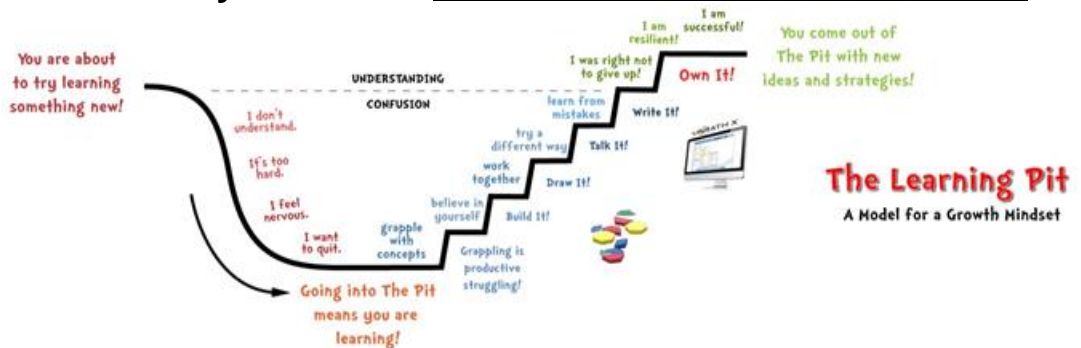 You are about
to try learning
something new!
I don't
understand.
It's too
hard.
I feel
nervous.
I want
to quit.
Going into The Pit
means you are
learning!
UNDERSTANDING
CONFUSION
grapple
with
concepts
Grappling is
productive
struggling!
believe in
yourself
Build It!
work
together
Draw It!
try a
different way
Talk It!
learn from
mistakes
Write It!
I was right not
to give up!
Own It!
I am
resilient!
I am
successful!
You come out of
The Pit with new
ideas and strategies!
The Learning Pit
A Model for a Growth Mindset